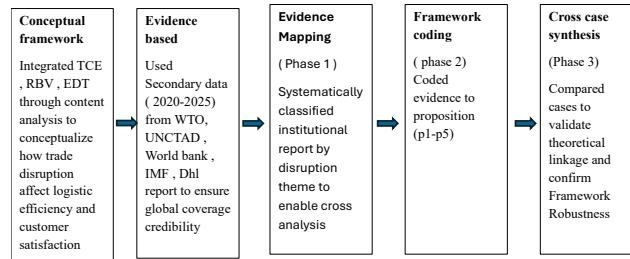 Conceptual
framework
Integrated TCE
, RBV , EDT
through content
analysis to
conceptualize
how trade
disruption
affect logistic
efficiency and
customer
satisfaction
Evidence
based
Used
Secondary data
( 2020-2025)
from WTO,
UNCTAD ,
World bank ,
IMF , Dhl
report to ensure
global coverage
credibility
Evidence
Mapping
( Phase 1 )
Systematically
classified
institutional
report by
disruption
theme to
enable cross
analysis
Framework
coding
( phase 2)
Coded
evidence to
proposition
(p1-p5)
Cross case
synthesis
(Phase 3)
Compared
cases to
validate
theoretical
linkage and
confirm
Framework
Robustness